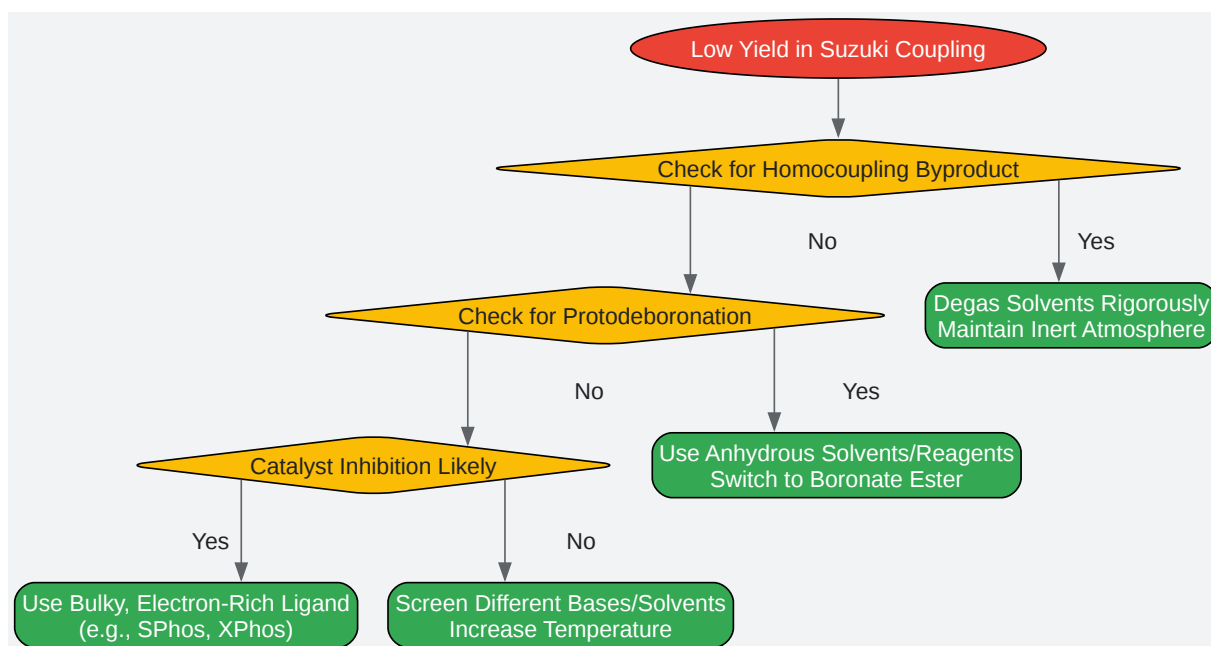 Low Yield in Suzuki Coupling
Check for Homocoupling Byproduct
No
Yes
Degas Solvents Rigorously
Maintain Inert Atmosphere
Check for Protodeboronation
No
Yes
Use Anhydrous Solvents/Reagents
Switch to Boronate Ester
Catalyst Inhibition Likely
Yes
No
Use Bulky, Electron-Rich Ligand
(e.g., SPhos, XPhos)
Screen Different Bases/Solvents
Increase Temperature